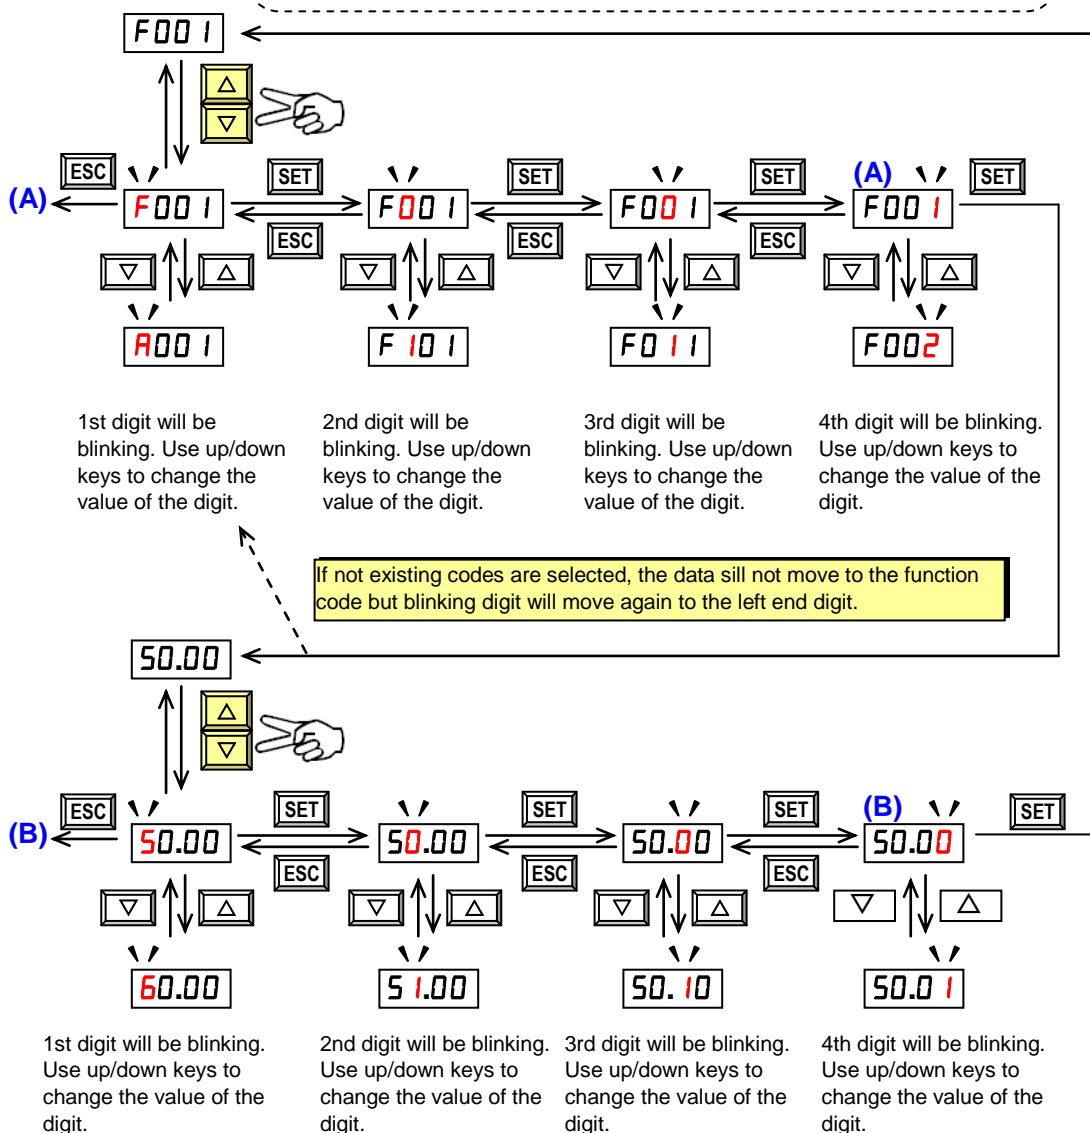 F001
ESC
SET
SET
SET
(A)
SET
(A)
F001
F001
F001
F001
ESC
ESC
ESC
A001
F101
F011
F002
1st digit will be
blinking. Use up/down
keys to change the
value of the digit.
2nd digit will be
blinking. Use up/down
keys to change the
value of the digit.
3rd digit will be
blinking. Use up/down
keys to change the
value of the digit.
4th digit will be blinking.
Use up/down keys to
change the value of the
digit.
If not existing codes are selected, the data sill not move to the function
code but blinking digit will move again to the left end digit.
50.00
ESC
SET
SET
SET
(B)
SET
(B)
50.00
50.00
50.00
50.00
ESC
ESC
ESC
60.00
51.00
50.10
50.01
1st digit will be blinking.
Use up/down keys to
change the value of the
digit.
2nd digit will be blinking.
Use up/down keys to
change the value of the
digit.
3rd digit will be blinking.
Use up/down keys to
change the value of the
digit.
4th digit will be blinking.
Use up/down keys to
change the value of the
digit.